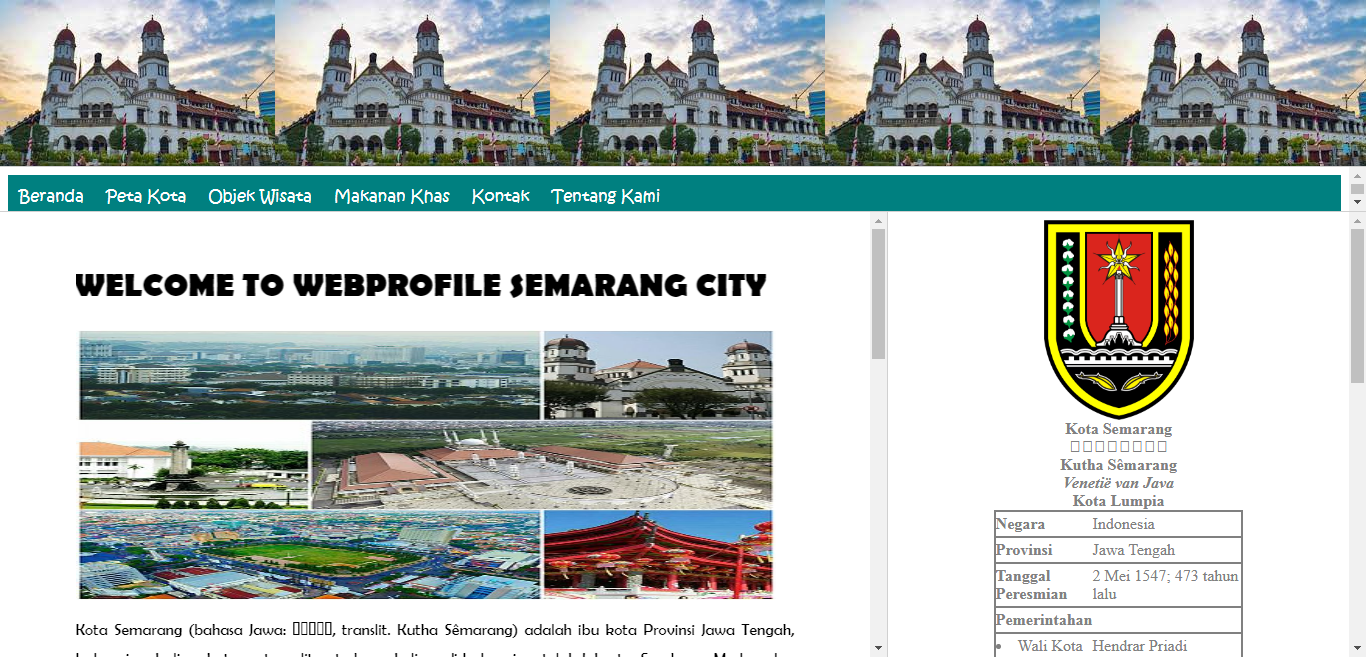 Beranda Peta Kota Objek Wisata Makanan Khas Kontak Tentang Kami
WELCOME TO WEBPROFILE SEMARANG CITY
Kota Semarang (bahasa Jawa: , translit. Kutha Sêmarang) adalah ibu kota Provinsi Jawa Tengah,
Kota Semarang
Kutha Sêmarang
Venetië van Java
Kota Lumpia
Negara Indonesia
Provinsi Jawa Tengah
Tanggal Peresmian 2 Mei 1547; 473 tahun
lalu
Pemerintahan
• Wali Kota Hendrar Priadi